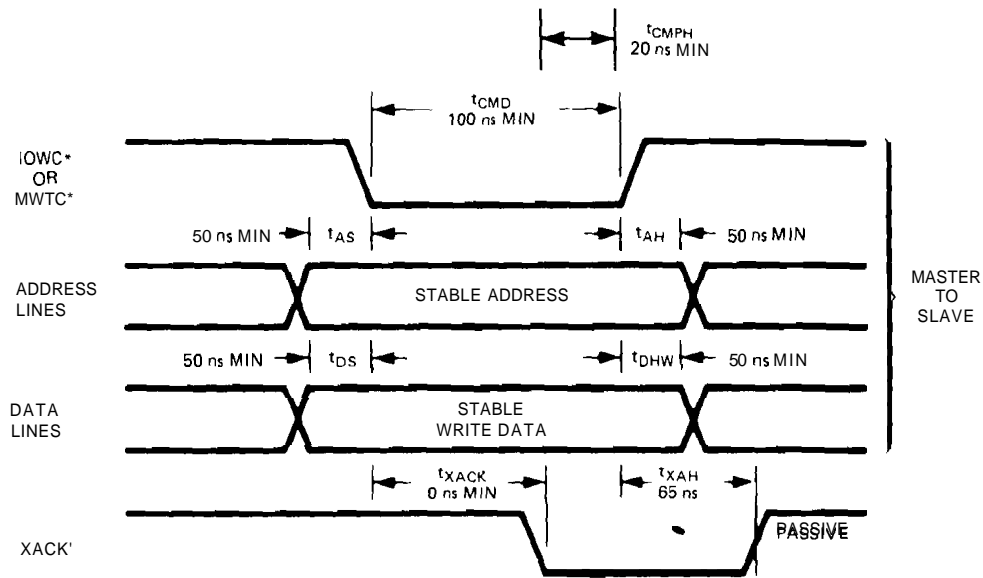 tCMPH
20 ns MIN
tCMD
100 ns MIN
IOWC*
OR
MWTC*
50 ns MIN tAS tAH 50 ns MIN
ADDRESS
LINES
STABLE ADDRESS
MASTER
TO
SLAVE
50 ns MIN tDS tDHW 50 ns MIN
DATA
LINES
STABLE
WRITE DATA
tXACK
0 ns MIN
tXAH
65 ns
XACK'
PASSIVE
PASSIVE